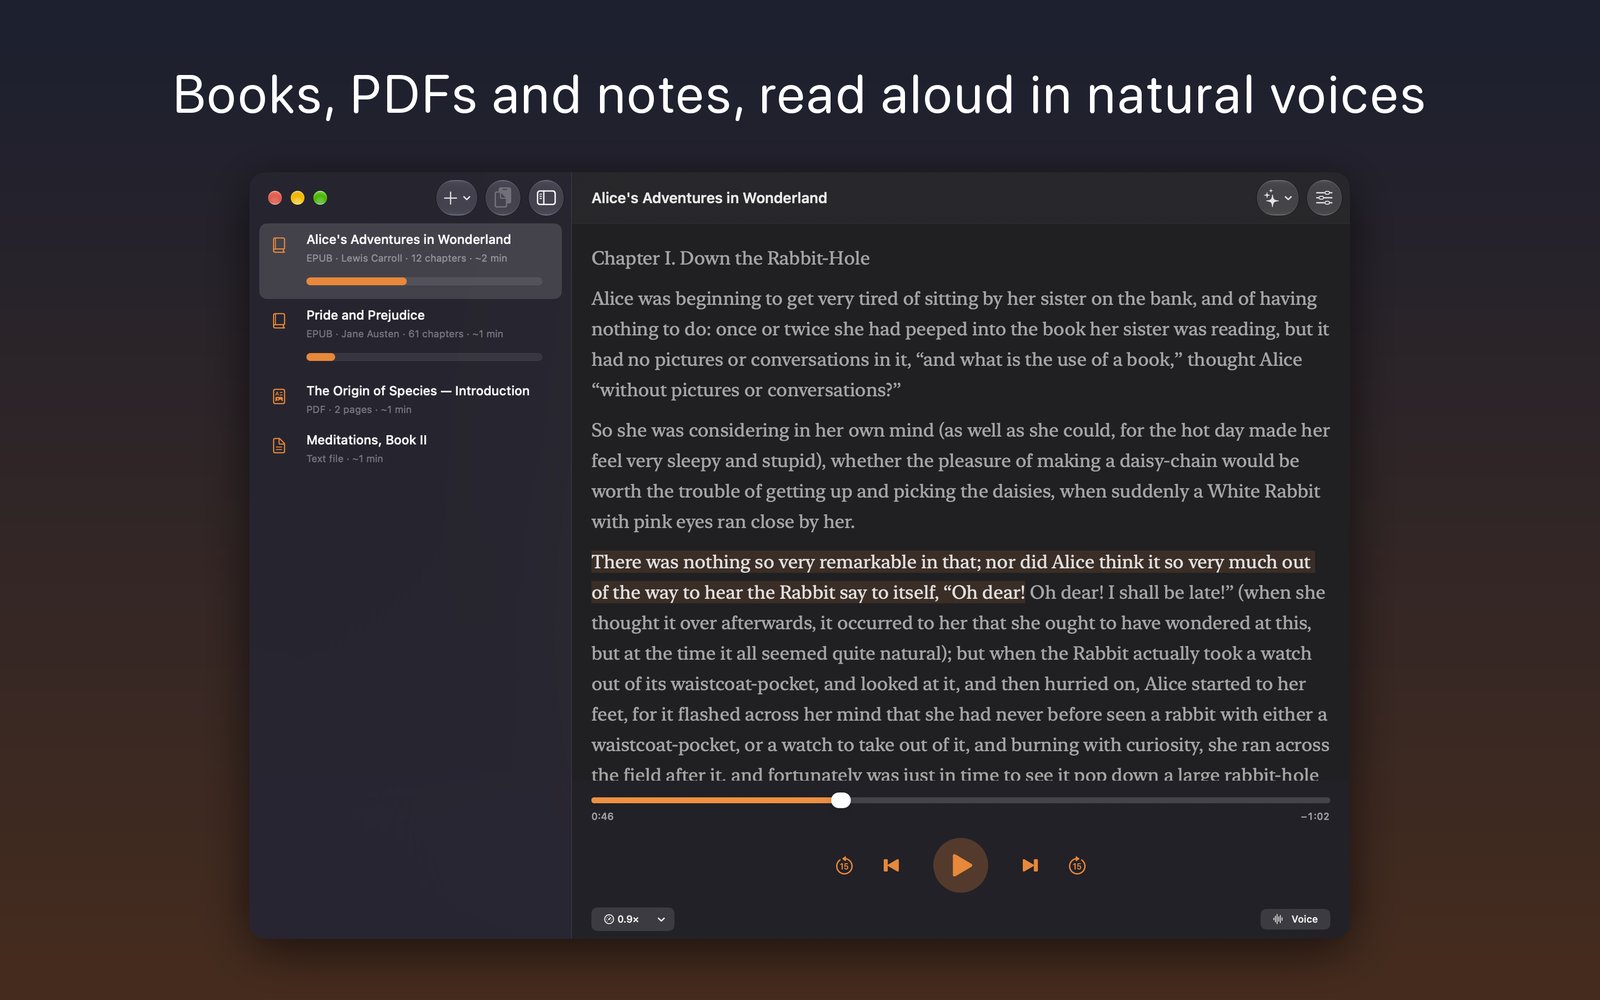 Books, PDFs and notes, read aloud in natural voices
Alice's Adventures in Wonderland
EPUB · Lewis Carroll · 12 chapters · ~2 min
Pride and Prejudice
EPUB · Jane Austen · 61 chapters · ~1 min
The Origin of Species — Introduction
PDF · 2 pages · ~1 min
Meditations, Book II
Text file · ~1 min
Alice's Adventures in Wonderland
Chapter I. Down the Rabbit-Hole
Alice was beginning to get very tired of sitting by her sister on the bank, and of having
nothing to do: once or twice she had peeped into the book her sister was reading, but it
had no pictures or conversations in it, “and what is the use of a book,” thought Alice
“without pictures or conversations?”
So she was considering in her own mind (as well as she could, for the hot day made her
feel very sleepy and stupid), whether the pleasure of making a daisy-chain would be
worth the trouble of getting up and picking the daisies, when suddenly a White Rabbit
with pink eyes ran close by her.
There was nothing so very remarkable in that; nor did Alice think it so very much out
of the way to hear the Rabbit say to itself, “Oh dear! Oh dear! I shall be late!” (when she
thought it over afterwards, it occurred to her that she ought to have wondered at this,
but at the time it all seemed quite natural); but when the Rabbit actually took a watch
out of its waistcoat-pocket, and looked at it, and then hurried on, Alice started to her
feet, for it flashed across her mind that she had never before seen a rabbit with either a
waistcoat-pocket, or a watch to take out of it, and burning with curiosity, she ran across
the field after it, and fortunately was just in time to see it pop down a large rabbit-hole
0:46
−1:02
15
15
0.9×
Voice